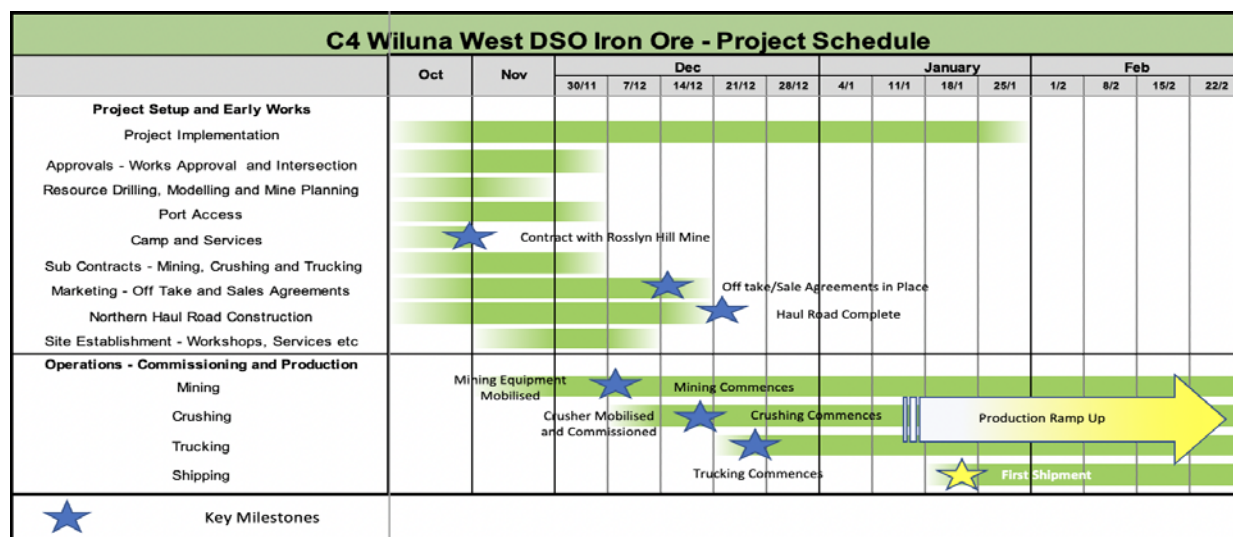 C4 Wiluna West DSO Iron Ore - Project Schedule
Oct Nov Dec January Feb
30/11 7/12 14/12 21/12 28/12 4/1 11/1 18/1 25/1 1/2 8/2 15/2 22/2
Project Setup and Early Works
Project Implementation
Approvals - Works Approval and Intersection
Resource Drilling, Modelling and Mine Planning
Port Access
Camp and Services Contract with Rosslyn Hill Mine
Sub Contracts - Mining, Crushing and Trucking
Marketing - Off Take and Sales Agreements Off take/Sale Agreements in Place
Northern Haul Road Construction Haul Road Complete
Site Establishment - Workshops, Services etc
Operations - Commissioning and Production
Mining Mining Equipment Mobilised Mining Commences
Crushing Crusher Mobilised and Commissioned Crushing Commences Production Ramp Up
Trucking
Shipping Trucking Commences First Shipment
Key Milestones